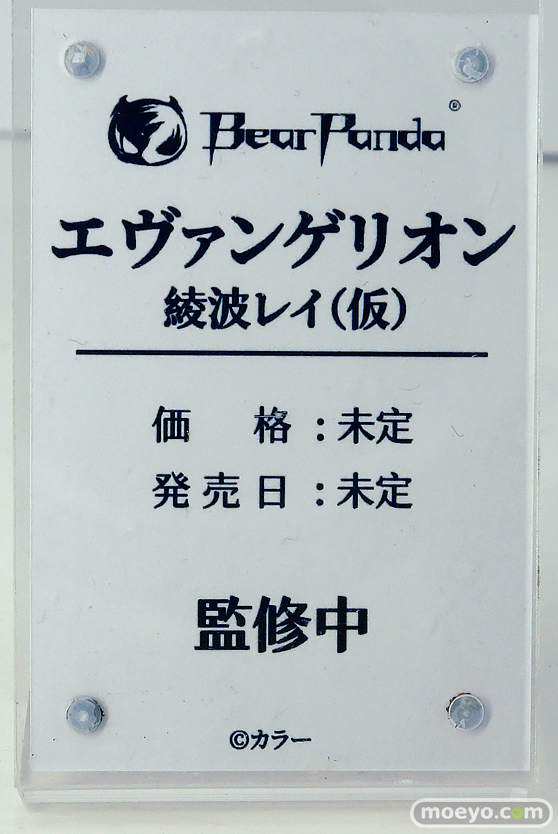 BearPanda®
エヴァンゲリオン
綾波レイ(仮)
価　格：未定
発売日：未定
監修中
©カラー
moeyo.com